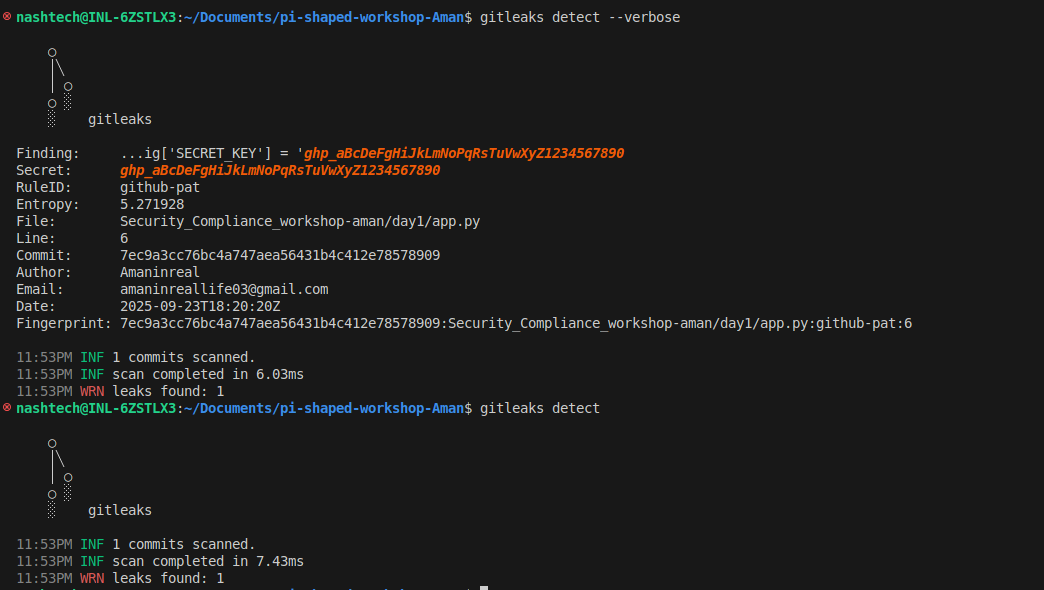 nashtech@INL-6ZSTLX3:~/Documents/pi-shaped-workshop-Aman$ gitleaks detect --verbose
gitleaks
Finding: ...ig['SECRET_KEY'] = 'ghp_aBcDeFgHiJkLmNoPqRsTuVwXyZ1234567890
Secret: ghp_aBcDeFgHiJkLmNoPqRsTuVwXyZ1234567890
RuleID: github-pat
Entropy: 5.271928
File: Security_Compliance_workshop-aman/day1/app.py
Line: 6
Commit: 7ec9a3cc76bc4a747aea56431b4c412e78578909
Author: Amaninreal
Email: amaninreallife03@gmail.com
Date: 2025-09-23T18:20:20Z
Fingerprint: 7ec9a3cc76bc4a747aea56431b4c412e78578909:Security_Compliance_workshop-aman/day1/app.py:github-pat:6
11:53PM INF 1 commits scanned.
11:53PM INF scan completed in 6.03ms
11:53PM WRN leaks found: 1
nashtech@INL-6ZSTLX3:~/Documents/pi-shaped-workshop-Aman$ gitleaks detect
gitleaks
11:53PM INF 1 commits scanned.
11:53PM INF scan completed in 7.43ms
11:53PM WRN leaks found: 1